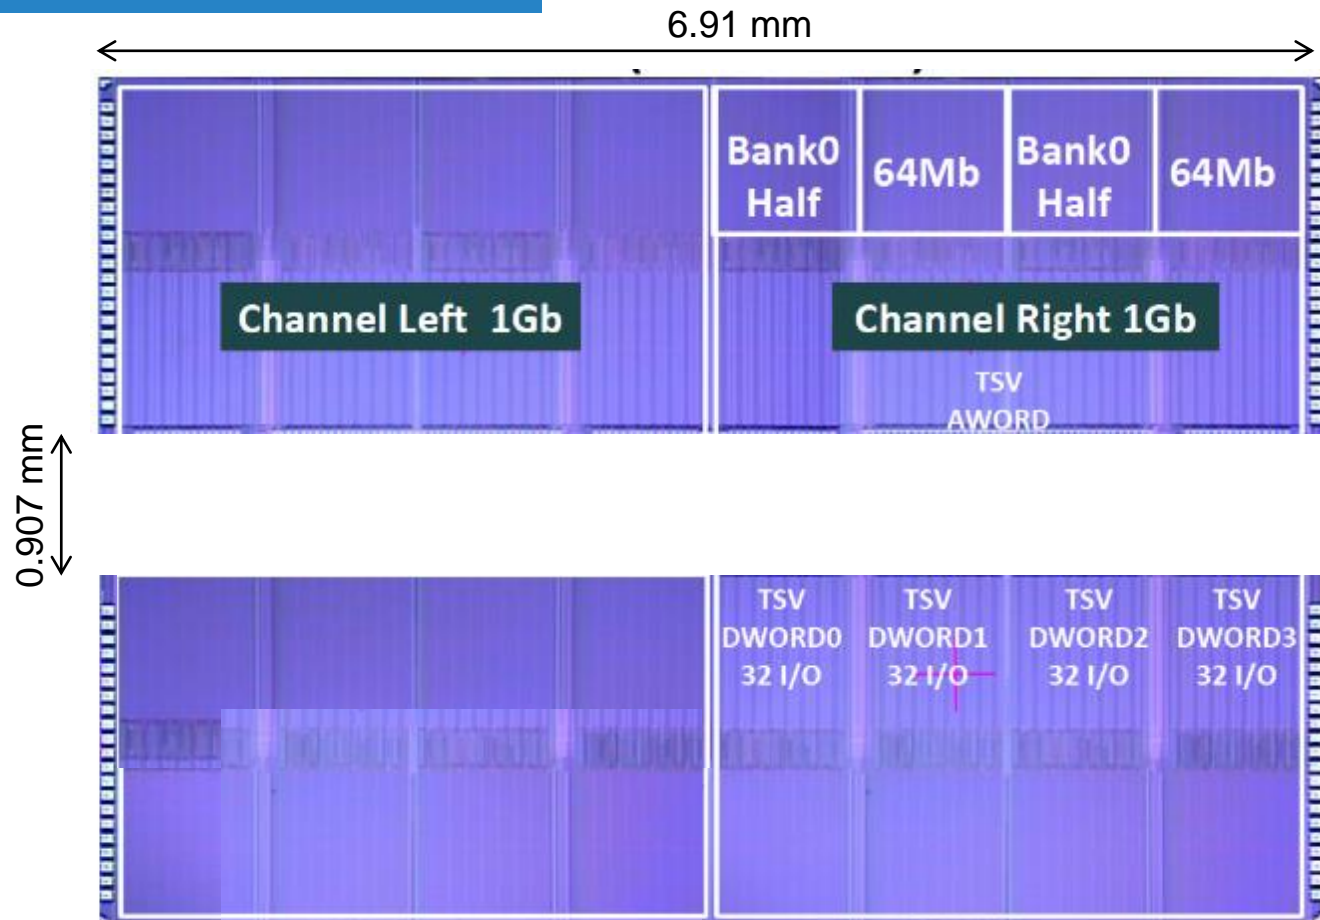 6.91 mm
Bank0
Half
64Mb
Bank0
Half
64Mb
Channel Left 1Gb
Channel Right 1Gb
TSV
AWORD
0.907 mm
TSV
DWORD0
32 I/O
TSV
DWORD1
32 I/O
TSV
DWORD2
32 I/O
TSV
DWORD3
32 I/O